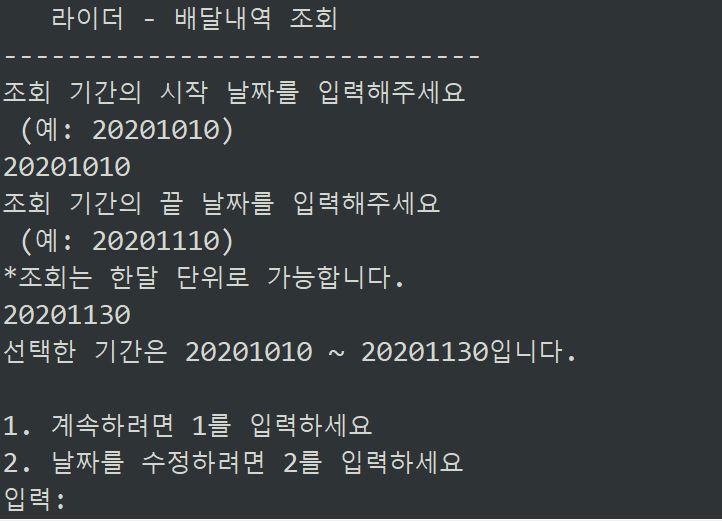 라이더 - 배달내역 조회
------------------------------
조회 기간의 시작 날짜를 입력해주세요
(예: 20201010)
20201010
조회 기간의 끝 날짜를 입력해주세요
(예: 20201110)
*조회는 한달 단위로 가능합니다.
20201130
선택한 기간은 20201010 ~ 20201130입니다.
1. 계속하려면 1를 입력하세요
2. 날짜를 수정하려면 2를 입력하세요
입력: